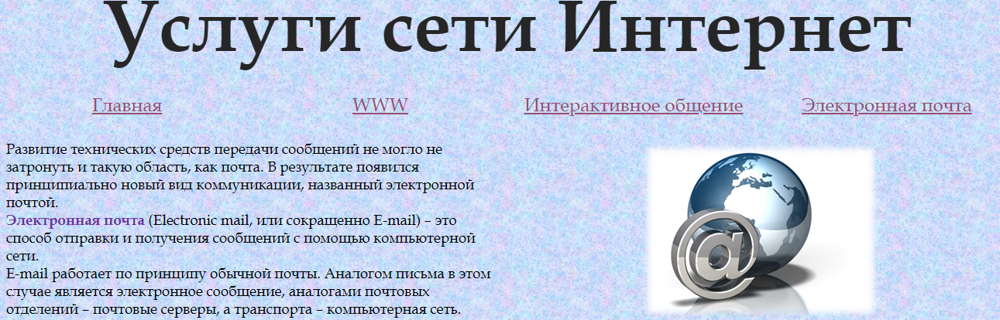 Услуги сети Интернет
Главная WWW Интерактивное общение Электронная почта
Развитие технических средств передачи сообщений не могло не
затронуть и такую область, как почта. В результате появился
принципиально новый вид коммуникации, названный электронной
почтой.
Электронная почта (Electronic mail, или сокращенно E-mail) – это
способ отправки и получения сообщений с помощью компьютерной
сети.
E-mail работает по принципу обычной почты. Аналогом письма в этом
случае является электронное сообщение, аналогами почтовых
отделений – почтовые серверы, а транспорта – компьютерная сеть.
@